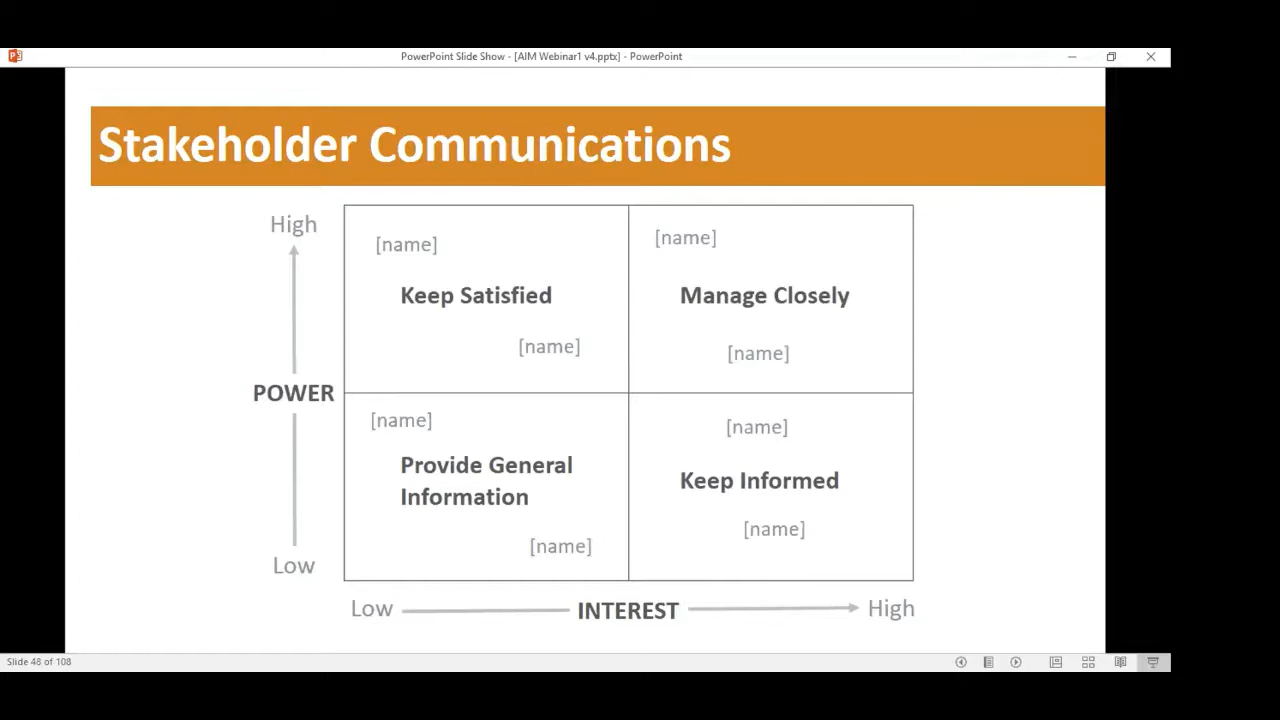 PowerPoint Slide Show - [AIM Webinar1 v4.pptx] - PowerPoint
Stakeholder Communications
High
[name]
[name]
Keep Satisfied
Manage Closely
[name]
[name]
POWER
[name]
[name]
Provide General
Information
Keep Informed
[name]
[name]
Low
Low
INTEREST
High
Slide 48 of 108